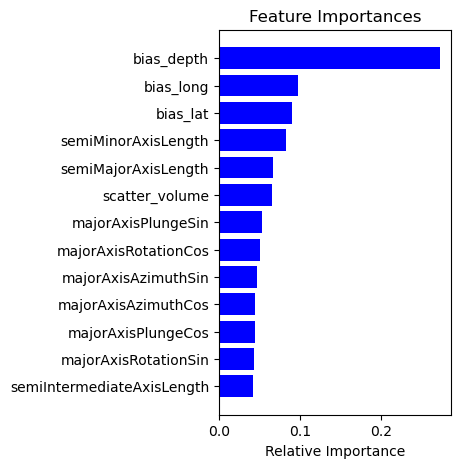 Feature Importances
bias_depth
bias_long
bias_lat
semiMinorAxisLength
semiMajorAxisLength
scatter_volume
majorAxisPlungeSin
majorAxisRotationCos
majorAxisAzimuthSin
majorAxisAzimuthCos
majorAxisPlungeCos
majorAxisRotationSin
semiIntermediateAxisLength
0.0 0.1 0.2
Relative Importance